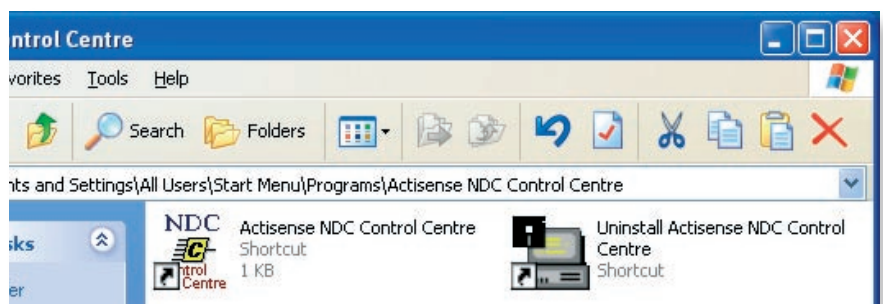 ntrol Centre
vorites Tools Help
Search Folders
nts and Settings\All Users\Start Menu\Programs\Actisense NDC Control Centre
sks
er
NDC
C
ntrol
Centre
Actisense NDC Control Centre
Shortcut
1 KB
Uninstall Actisense NDC Control
Centre
Shortcut